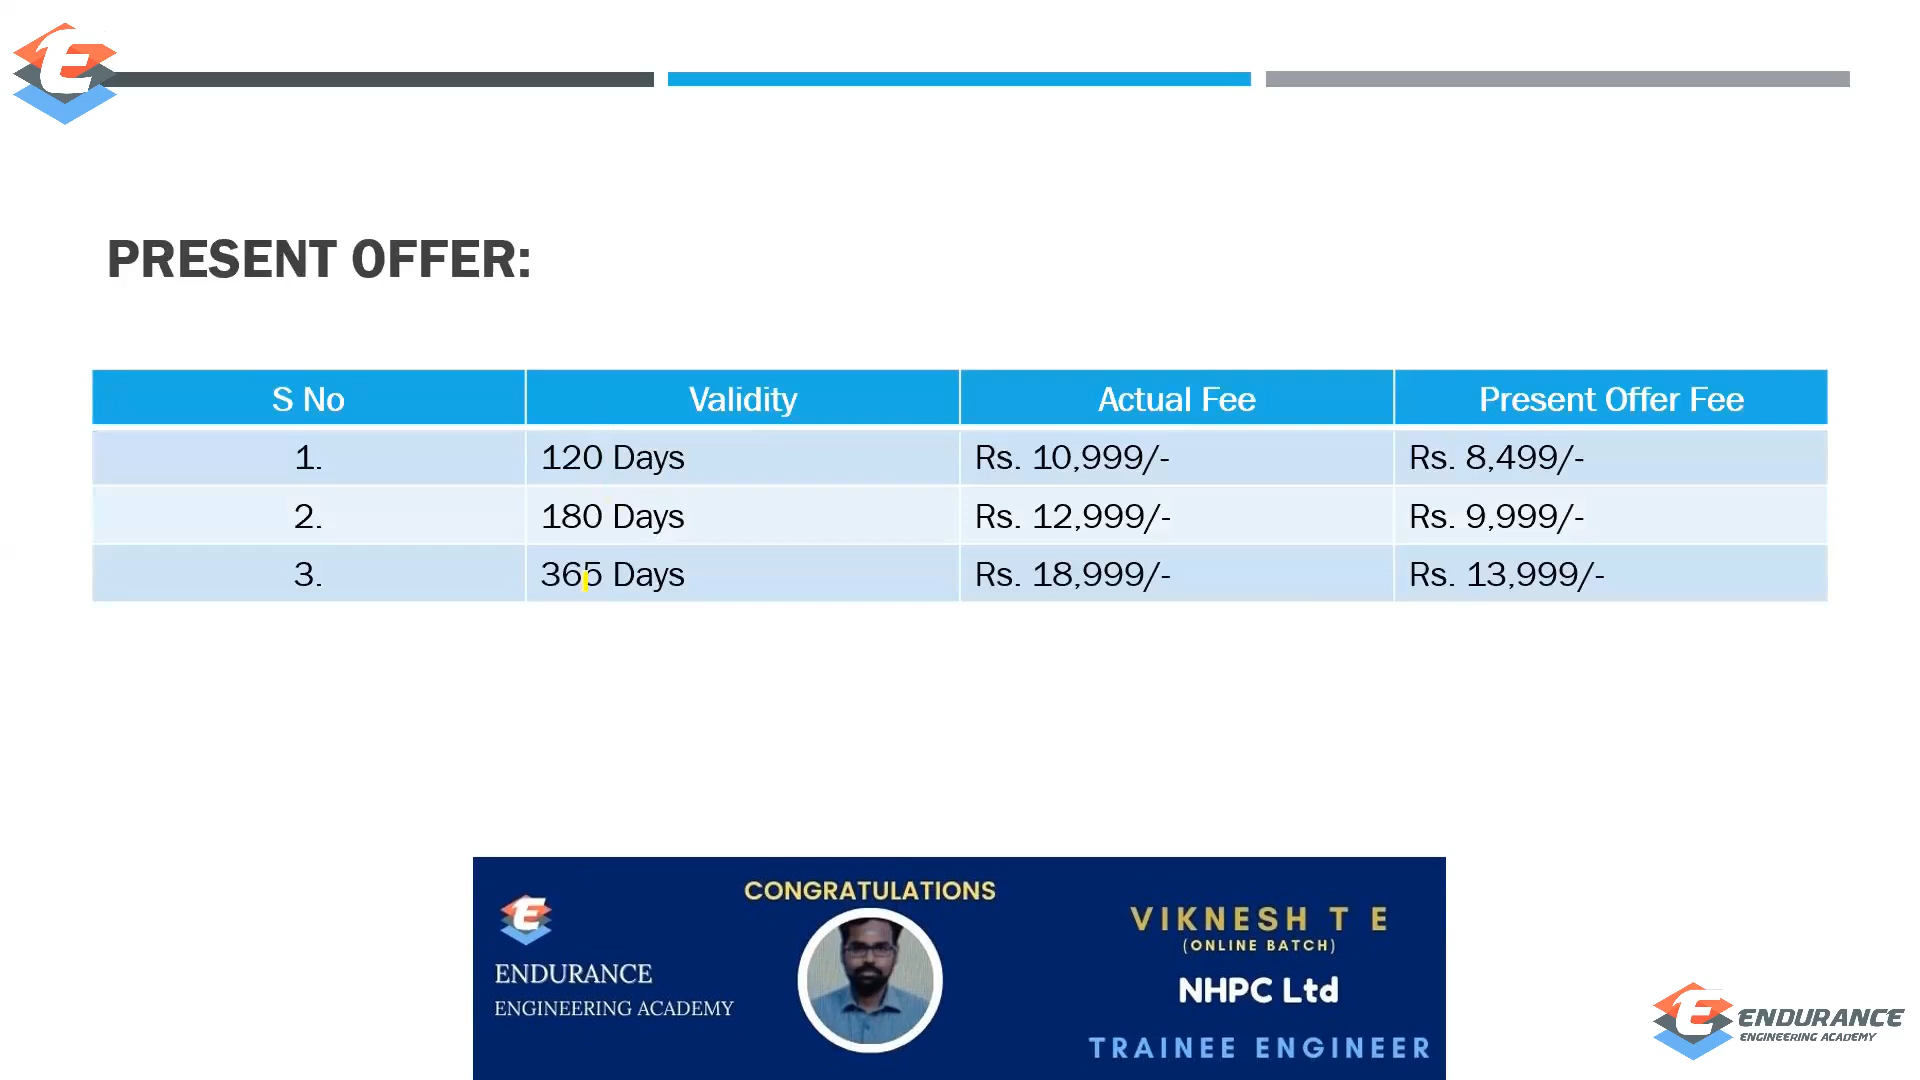 E
PRESENT OFFER:
S No Validity Actual Fee Present Offer Fee
1. 120 Days Rs. 10,999/- Rs. 8,499/-
2. 180 Days Rs. 12,999/- Rs. 9,999/-
3. 365 Days Rs. 18,999/- Rs. 13,999/-
E
ENDURANCE
ENGINEERING ACADEMY
CONGRATULATIONS
VIKNESH T E
(ONLINE BATCH)
NHPC Ltd
TRAINEE ENGINEER
E
ENDURANCE
ENGINEERING ACADEMY